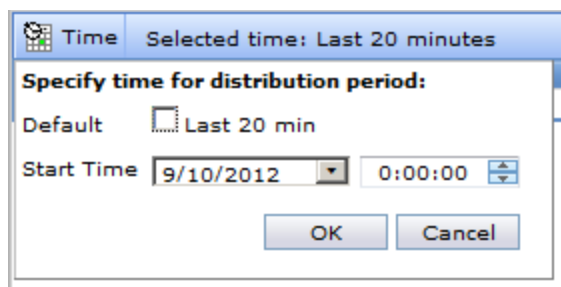 Time Selected time: Last 20 minutes
Specify time for distribution period:
Default Last 20 min
Start Time 9/10/2012 0:00:00
OK Cancel